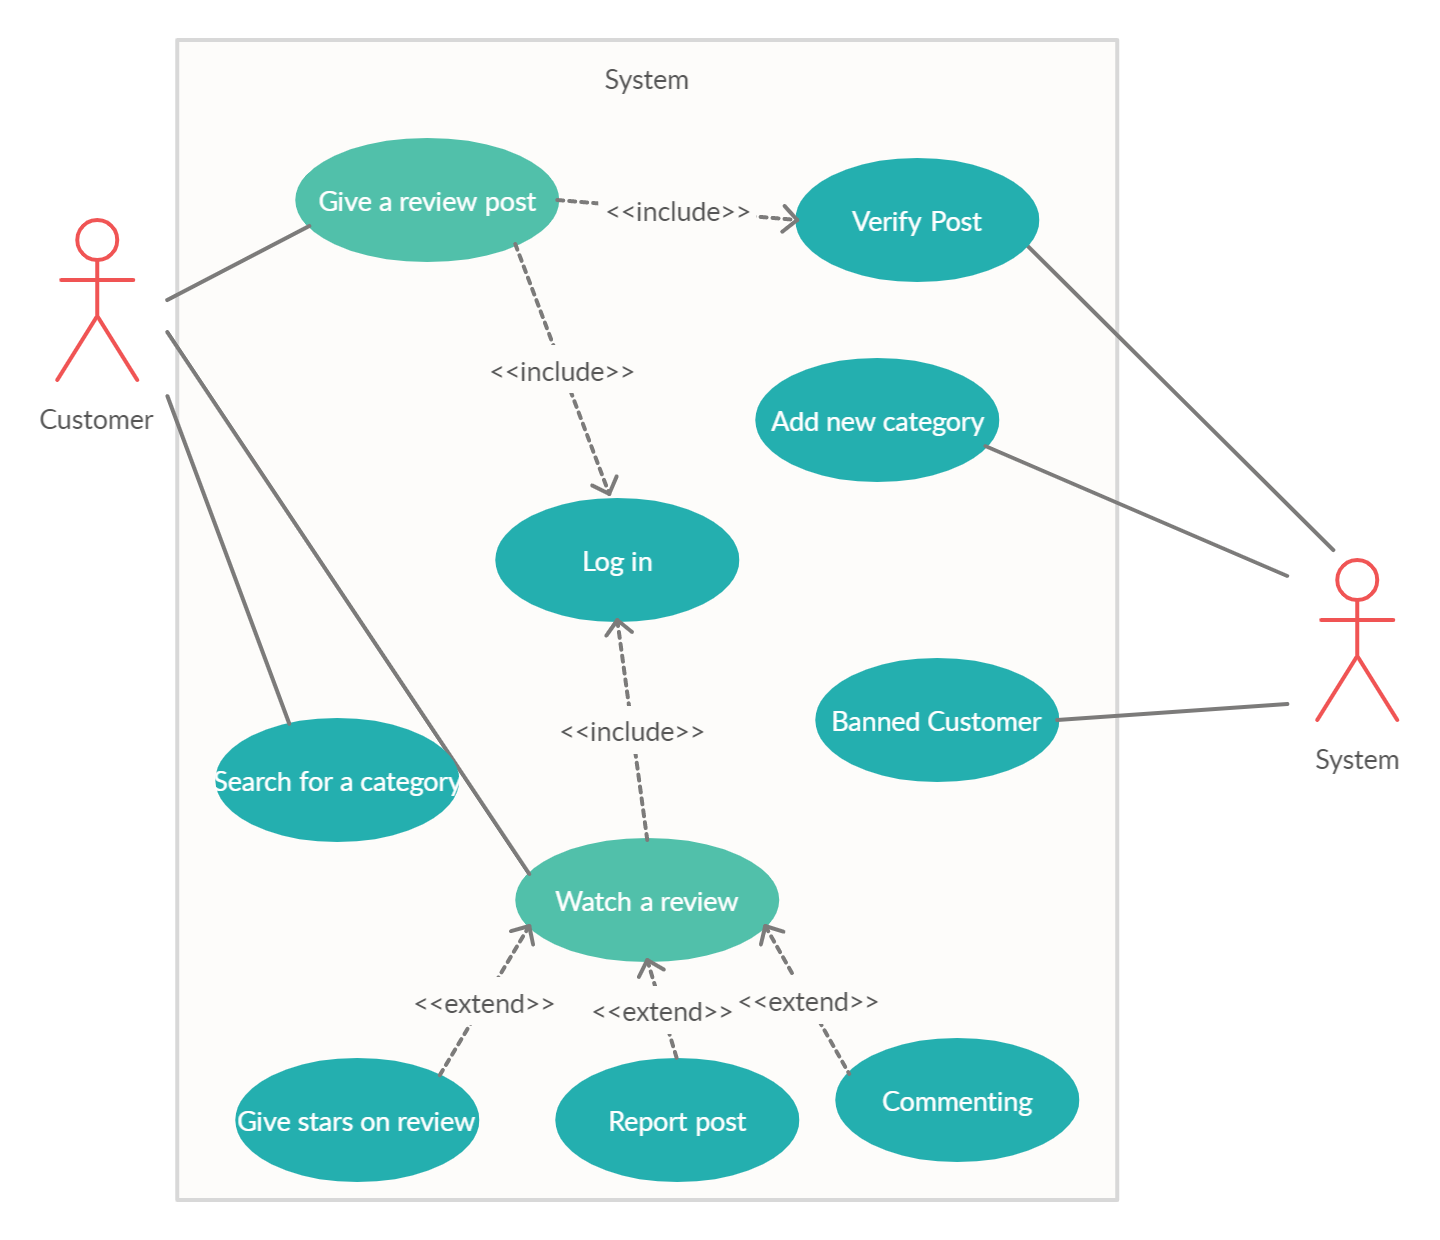 System
Give a review post
<<include>>
Verify Post
<<include>>
Customer
Add new category
Log in
<<include>>
Banned Customer
System
Search for a category
Watch a review
<<extend>>
<<extend>>
<<extend>>
Give stars on review
Report post
Commenting